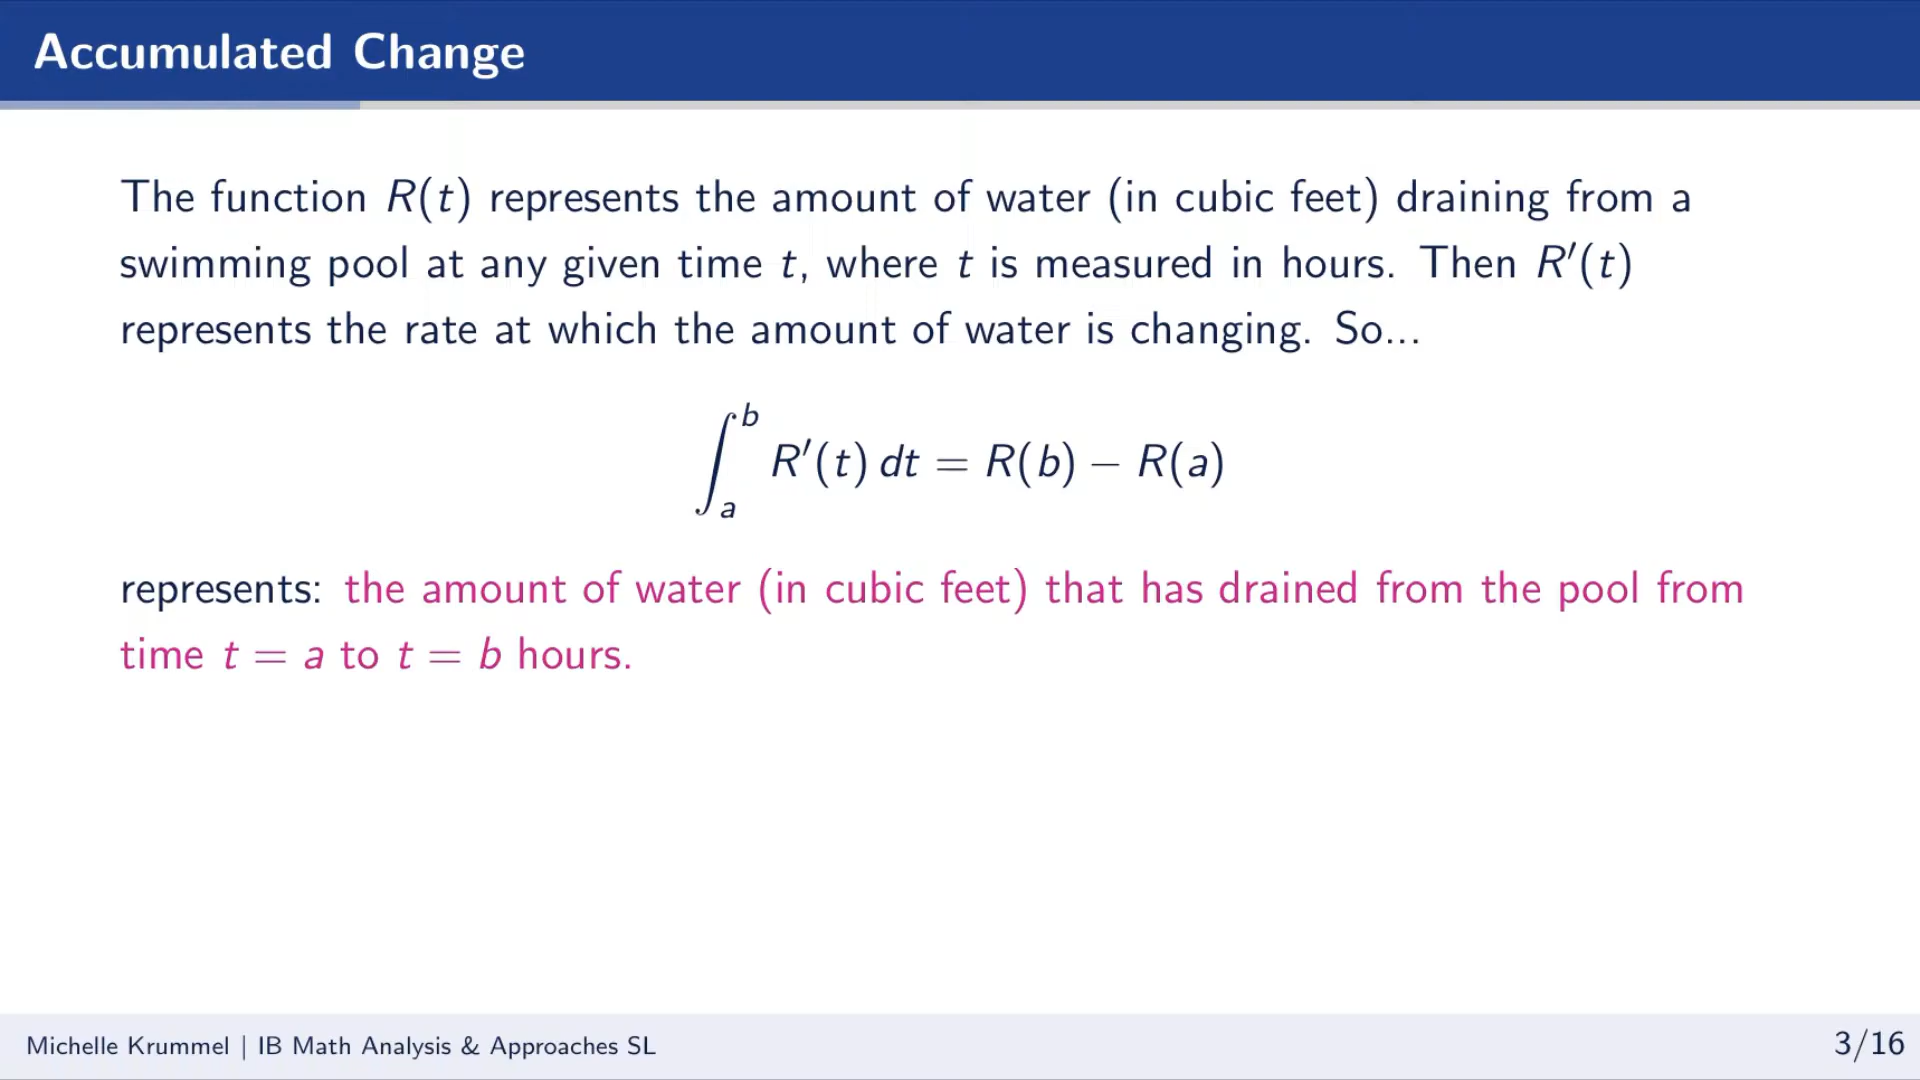 Accumulated Change
The function R(t) represents the amount of water (in cubic feet) draining from a
swimming pool at any given time t, where t is measured in hours. Then R′(t)
represents the rate at which the amount of water is changing. So...
∫_a^b R′(t) dt = R(b) − R(a)
represents: the amount of water (in cubic feet) that has drained from the pool from
time t = a to t = b hours.
Michelle Krummel | IB Math Analysis & Approaches SL
3/16